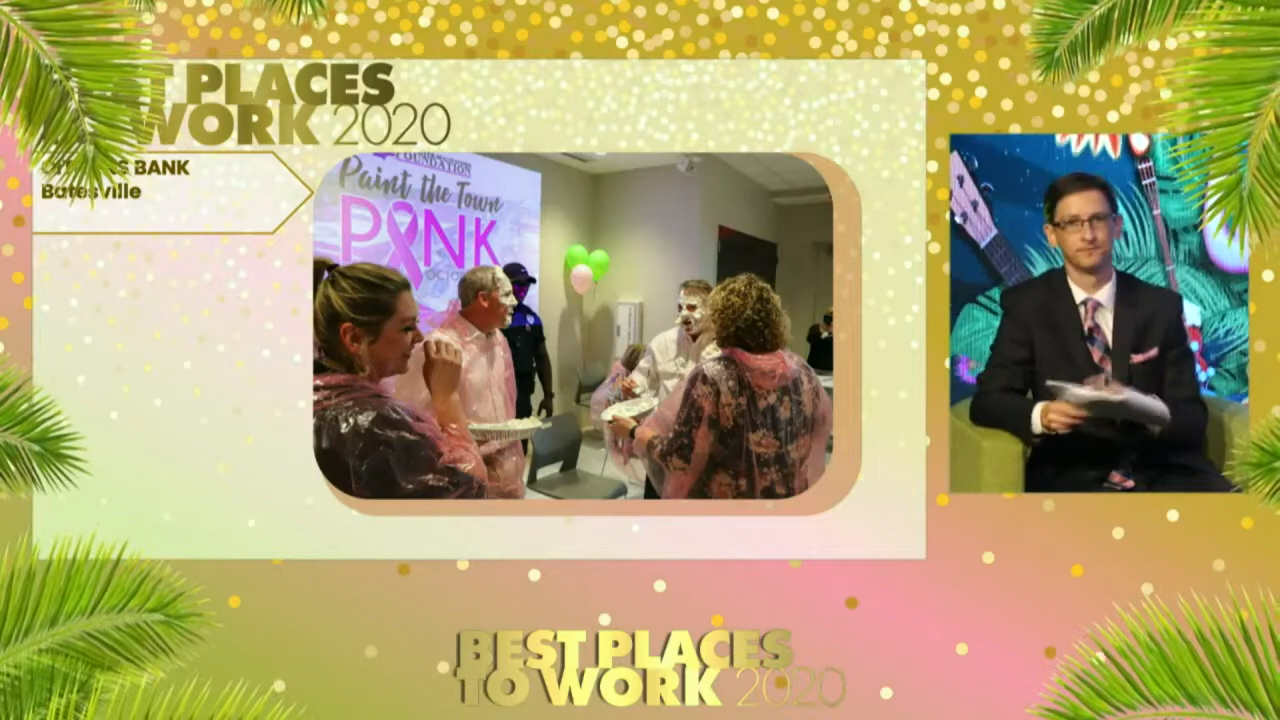 T PLACES
WORK 2020
BANK
Batesville
FOUNDATION
Paint the Town
PINK
BEST PLACES
TO WORK 2020